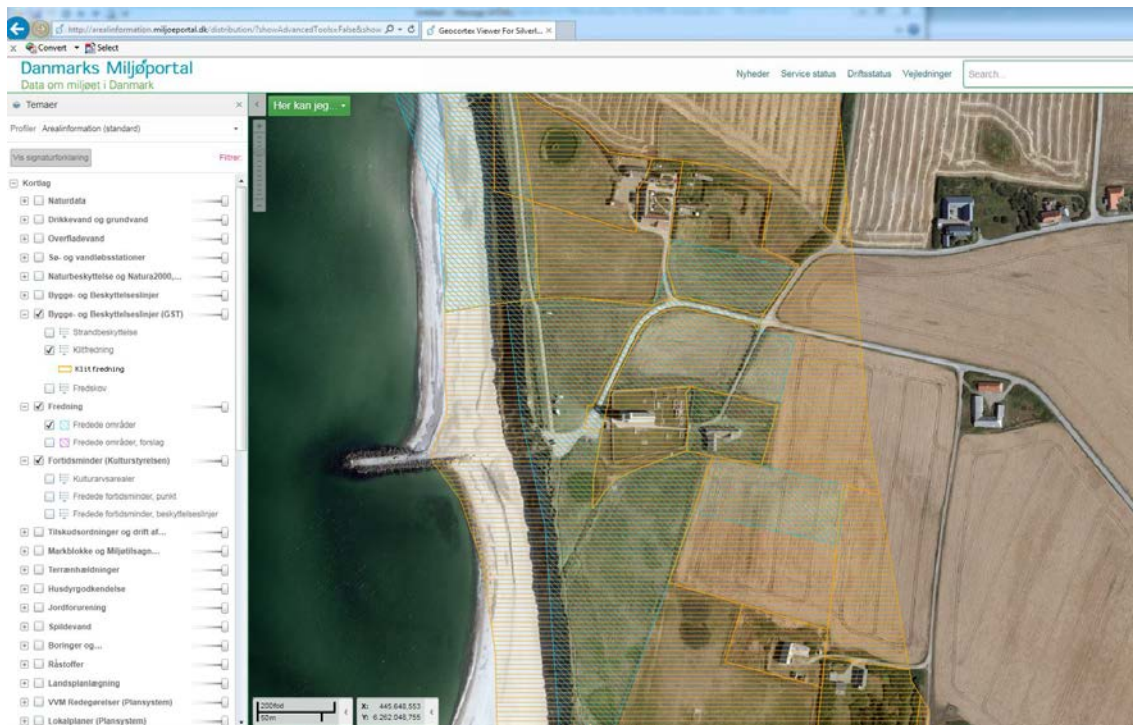 http://arealinformation.miljoeportal.dk/distribution/?showAdvancedTools=False&show
Geocortex Viewer For Silverl...
x Convert Select
Danmarks Miljøportal
Data om miljøet i Danmark
Nyheder Service status Driftsstatus Vejledninger Search...
Temaer
Hør kan jeg...
Profiler Arealinformation (standard)
Vis signaturforklaring Filtrer:
Kortlag
Naturdata
Drikkevand og grundvand
Overfladevand
Sø- og vandløbsstationer
Naturbeskyttelse og Natura2000,...
Bygge- og Beskyttelseslinjer
Bygge- og Beskyttelseslinjer (GST)
Strandbeskyttelse
Klitfredning
Klitfredning
Fredskov
Fredning
Fredede områder
Fredede områder, forslag
Fortidsminder (Kulturstyrelsen)
Kulturarvsarealer
Fredede fortidsminder, punkt
Fredede fortidsminder, beskyttelseslinjer
Tilskudsordninger og drift af...
Markblokke og Miljøtilsagn...
Terrænhældninger
Husdyrgodkendelse
Jordforurening
Spildevand
Boringer og...
Råstoffer
Landsplanlægning
VVM Redegørelser (Plansystem)
Lokalplaner (Plansystem)
200fod
50m
X: 445.648,553
Y: 6.262.048,755